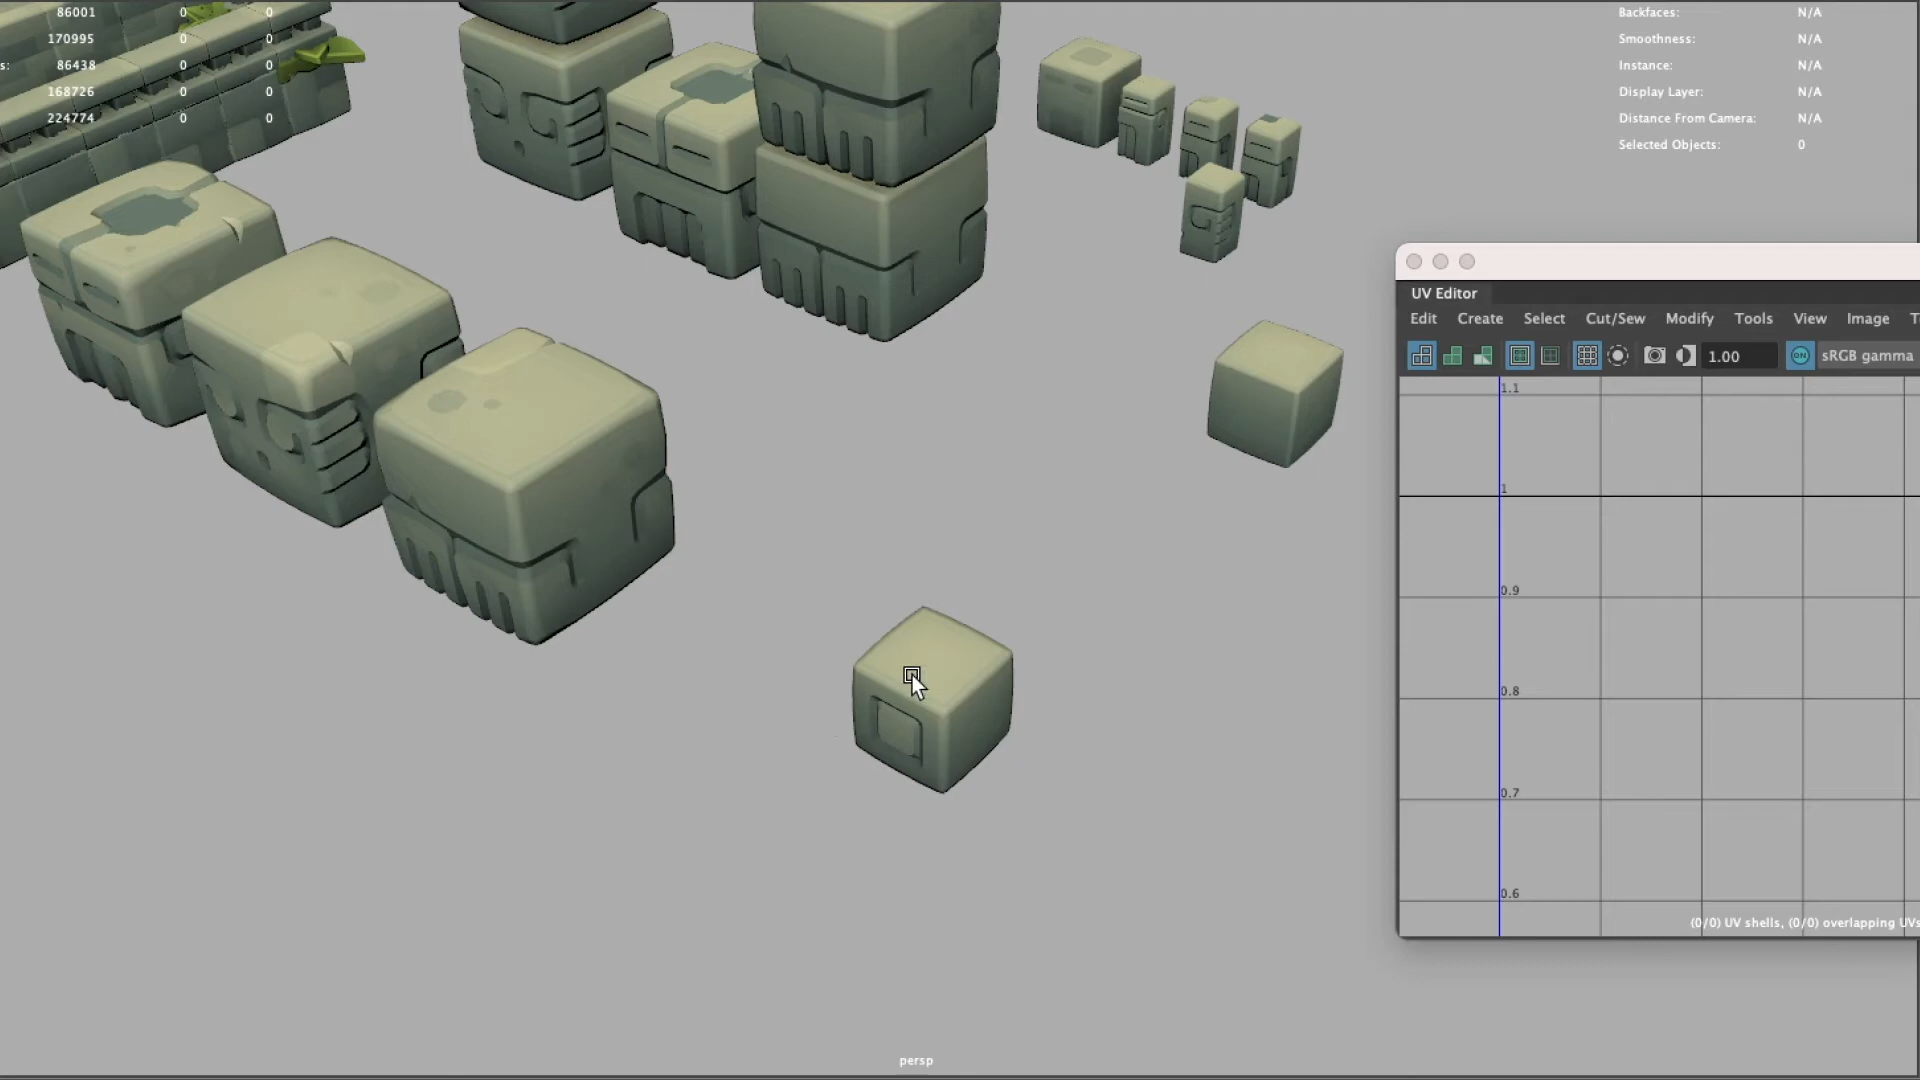 86001 0 0
170995 0 0
s: 86438 0 0
168726 0 0
224774 0 0
Backfaces: N/A
Smoothness: N/A
Instance: N/A
Display Layer: N/A
Distance From Camera: N/A
Selected Objects: 0
UV Editor
Edit Create Select Cut/Sew Modify Tools View Image T
1.00 ON sRGB gamma
1.1
1
0.9
0.8
0.7
0.6
(0/0) UV shells, (0/0) overlapping UVs
persp